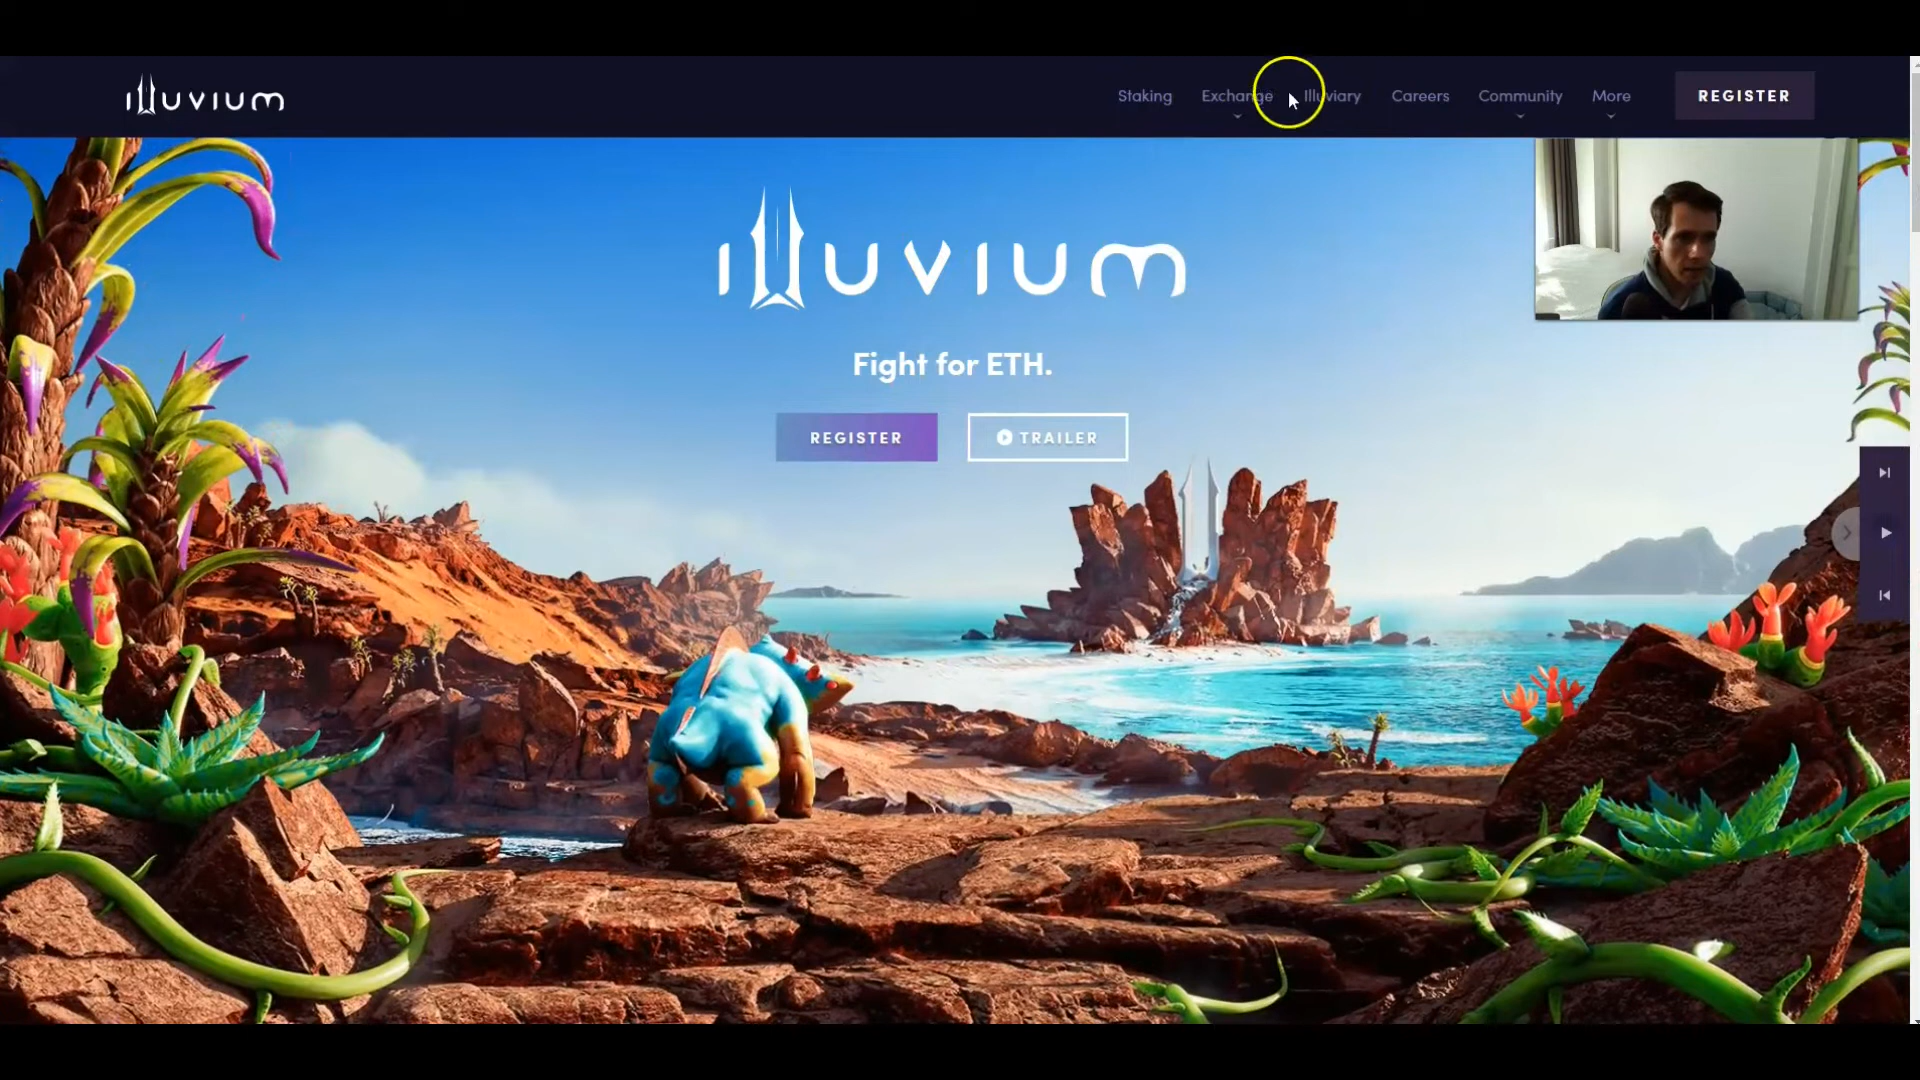 illuvium
Staking Exchange Illuviary Careers Community More REGISTER
illuvium
Fight for ETH.
REGISTER TRAILER